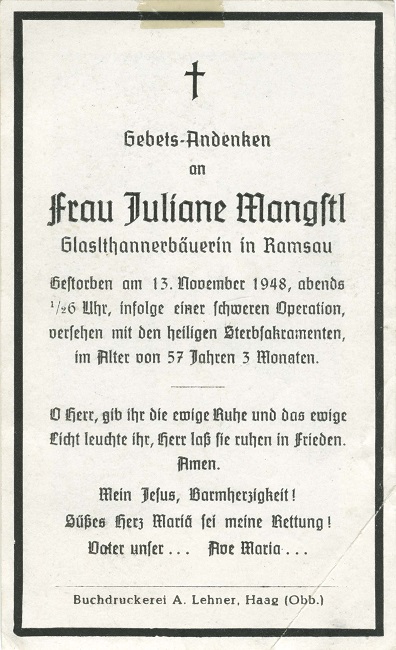 Gebets-Andenken
an
Frau Juliane Mangstl
Glaslthannerbäuerin in Ramsau
Gestorben am 13. November 1948, abends
1/26 Uhr, infolge einer schweren Operation,
versehen mit den heiligen Sterbsakramenten,
im Alter von 57 Jahren 3 Monaten.
O Herr, gib ihr die ewige Ruhe und das ewige
Licht leuchte ihr, Herr laß sie ruhen in Frieden.
Amen.
Mein Jesus, Barmherzigkeit!
Süßes Herz Mariä sei meine Rettung!
Vater unser... Ave Maria...
Buchdruckerei A. Lehner, Haag (Obb.)